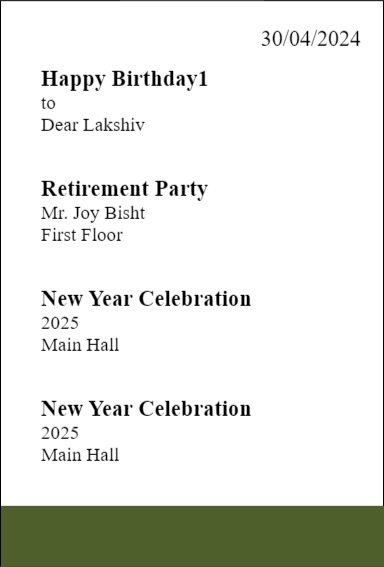 30/04/2024
Happy Birthday1
to
Dear Lakshiv
Retirement Party
Mr. Joy Bisht
First Floor
New Year Celebration
2025
Main Hall
New Year Celebration
2025
Main Hall